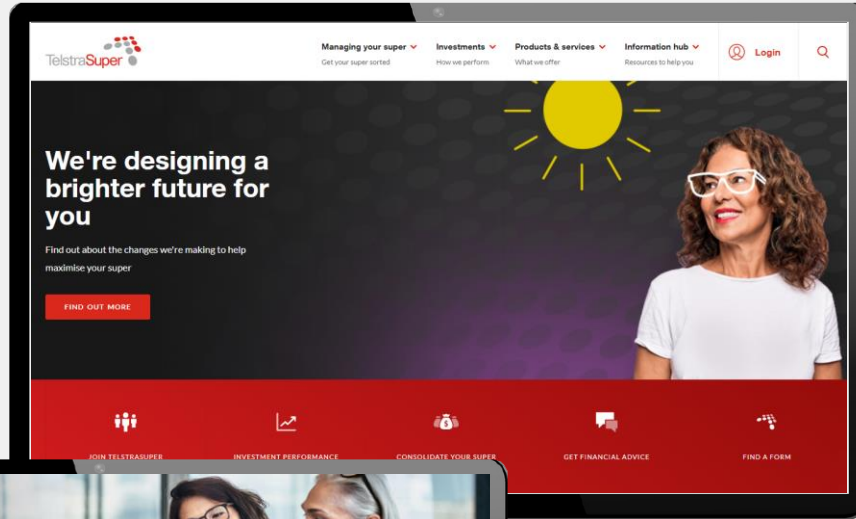 TelstraSuper
Managing your super
Get your super sorted
Investments
How we perform
Products & services
What we offer
Information hub
Resources to help you
Login
We're designing a
brighter future for
you
Find out about the changes we're making to help
maximise your super
FIND OUT MORE
JOIN TELSTRASUPER
INVESTMENT PERFORMANCE
CONSOLIDATE YOUR SUPER
GET FINANCIAL ADVICE
FIND A FORM